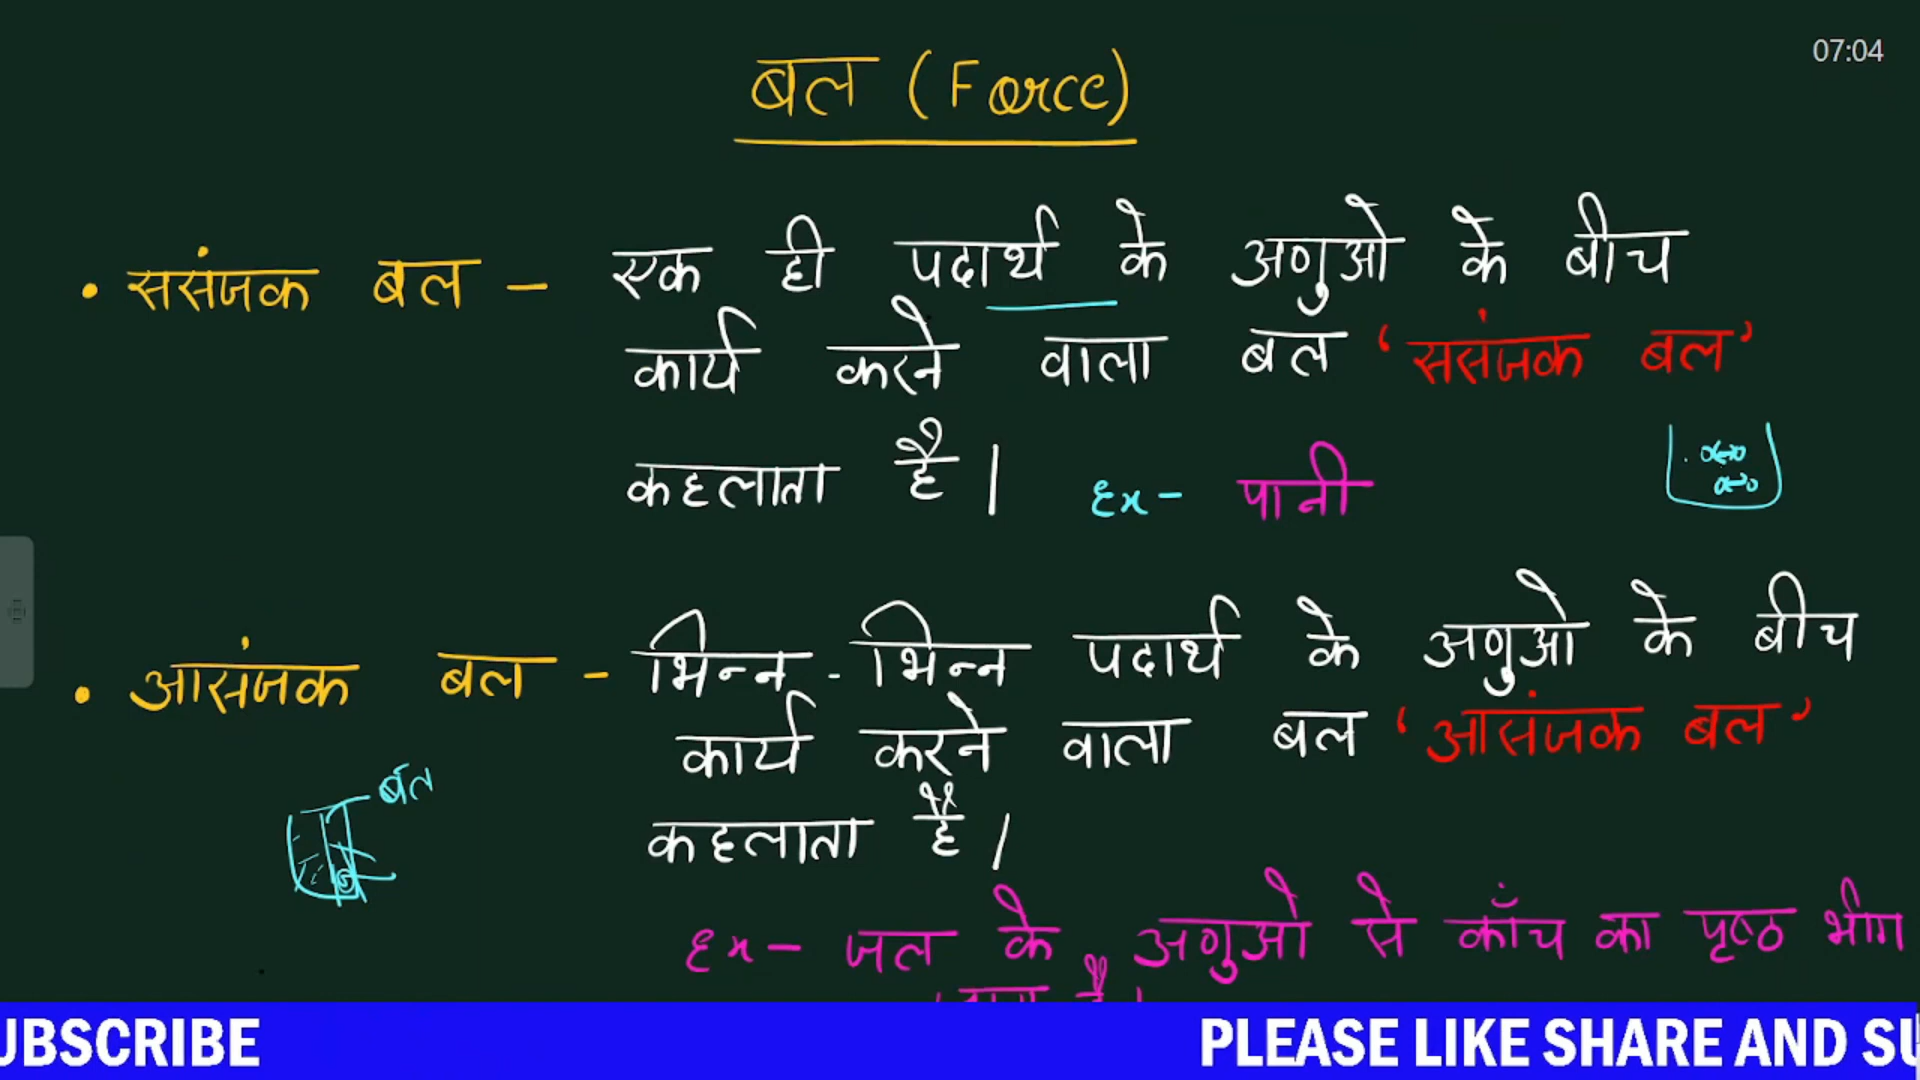 07:04
बल (Force)
• ससंजक बल - एक ही पदार्थ के अणुओ के बीच
कार्य करने वाला बल 'ससंजक बल'
कहलाता है |
Ex - पानी
• आसंजक बल - भिन्न - भिन्न पदार्थ के अणुओ के बीच
कार्य करने वाला बल 'आसंजक बल'
कहलाता है |
Ex - जल के अणुओ से काँच का पृष्ठ भीग
UBSCRIBE
PLEASE LIKE SHARE AND SU